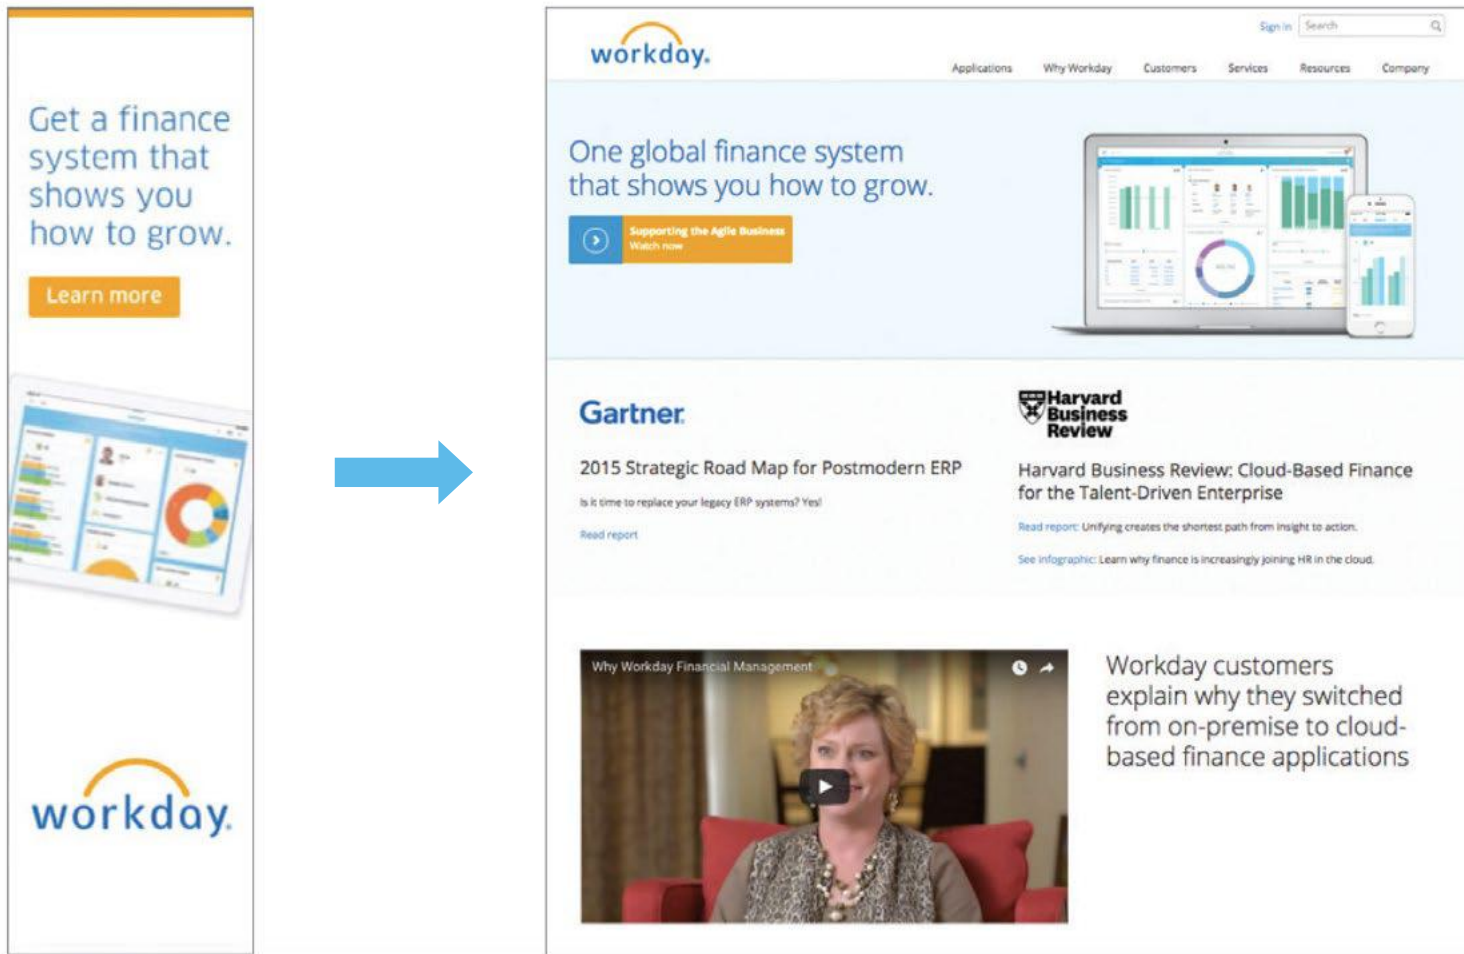 Get a finance
system that
shows you
how to grow.
Learn more
workday.
workday.
Sign in
Search
Applications
Why Workday
Customers
Services
Resources
Company
One global finance system
that shows you how to grow.
Supporting the Agile Business
Watch now
Gartner.
2015 Strategic Road Map for Postmodern ERP
Is it time to replace your legacy ERP systems? Yes!
Read report
Harvard
Business
Review
Harvard Business Review: Cloud-Based Finance
for the Talent-Driven Enterprise
Read report: Unifying creates the shortest path from insight to action.
See infographic: Learn why finance is increasingly joining HR in the cloud.
Why Workday Financial Management
Workday customers
explain why they switched
from on-premise to cloud-
based finance applications